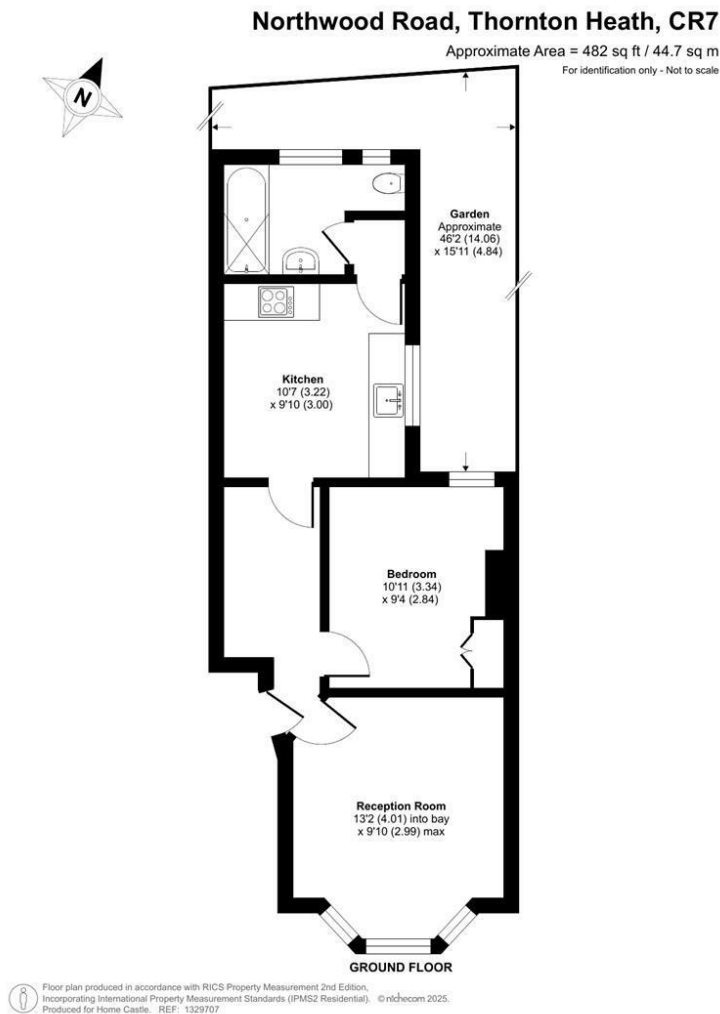 Northwood Road, Thornton Heath, CR7
Approximate Area = 482 sq ft / 44.7 sq m
For identification only - Not to scale
N
Garden
Approximate
46'2 (14.06)
x 15'11 (4.84)
Kitchen
10'7 (3.22)
x 9'10 (3.00)
Bedroom
10'11 (3.34)
x 9'4 (2.84)
Reception Room
13'2 (4.01) into bay
x 9'10 (2.99) max
GROUND FLOOR
Floor plan produced in accordance with RICS Property Measurement 2nd Edition,
Incorporating International Property Measurement Standards (IPMS2 Residential). © nichecom 2025.
Produced for Home Castle. REF: 1329707